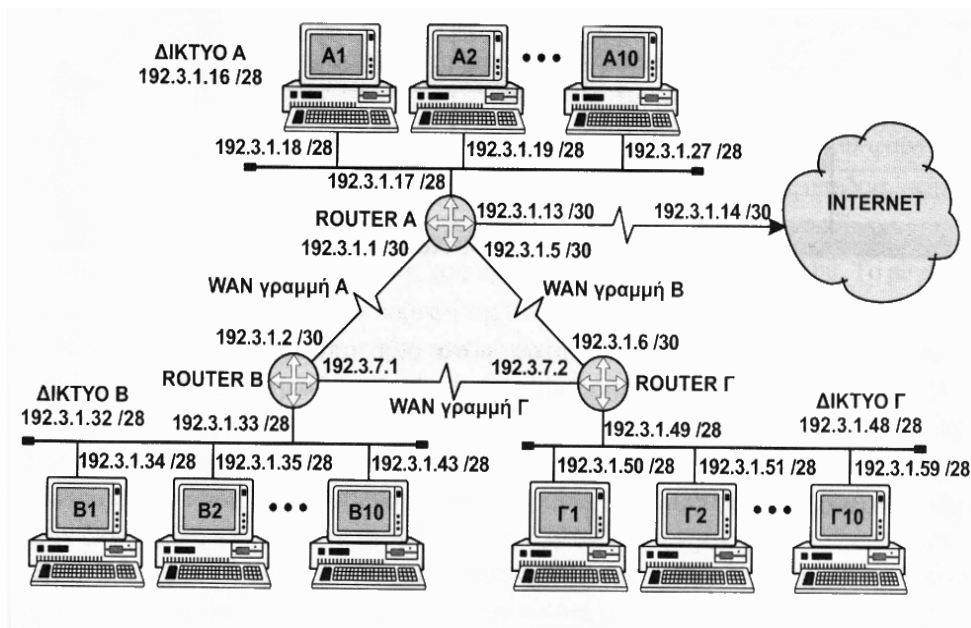 ΔΙΚΤΥΟ Α
192.3.1.16 /28
A1
A2
A10
192.3.1.18 /28
192.3.1.19 /28
192.3.1.27 /28
192.3.1.17 /28
ROUTER A
192.3.1.13 /30
192.3.1.14 /30
INTERNET
192.3.1.1 /30
192.3.1.5 /30
WAN γραμμή Α
WAN γραμμή Β
192.3.1.2 /30
192.3.1.6 /30
ROUTER B
192.3.7.1
192.3.7.2
ROUTER Γ
WAN γραμμή Γ
ΔΙΚΤΥΟ Β
192.3.1.32 /28
192.3.1.33 /28
ΔΙΚΤΥΟ Γ
192.3.1.48 /28
192.3.1.49 /28
192.3.1.34 /28
192.3.1.35 /28
192.3.1.43 /28
192.3.1.50 /28
192.3.1.51 /28
192.3.1.59 /28
B1
B2
B10
Γ1
Γ2
Γ10